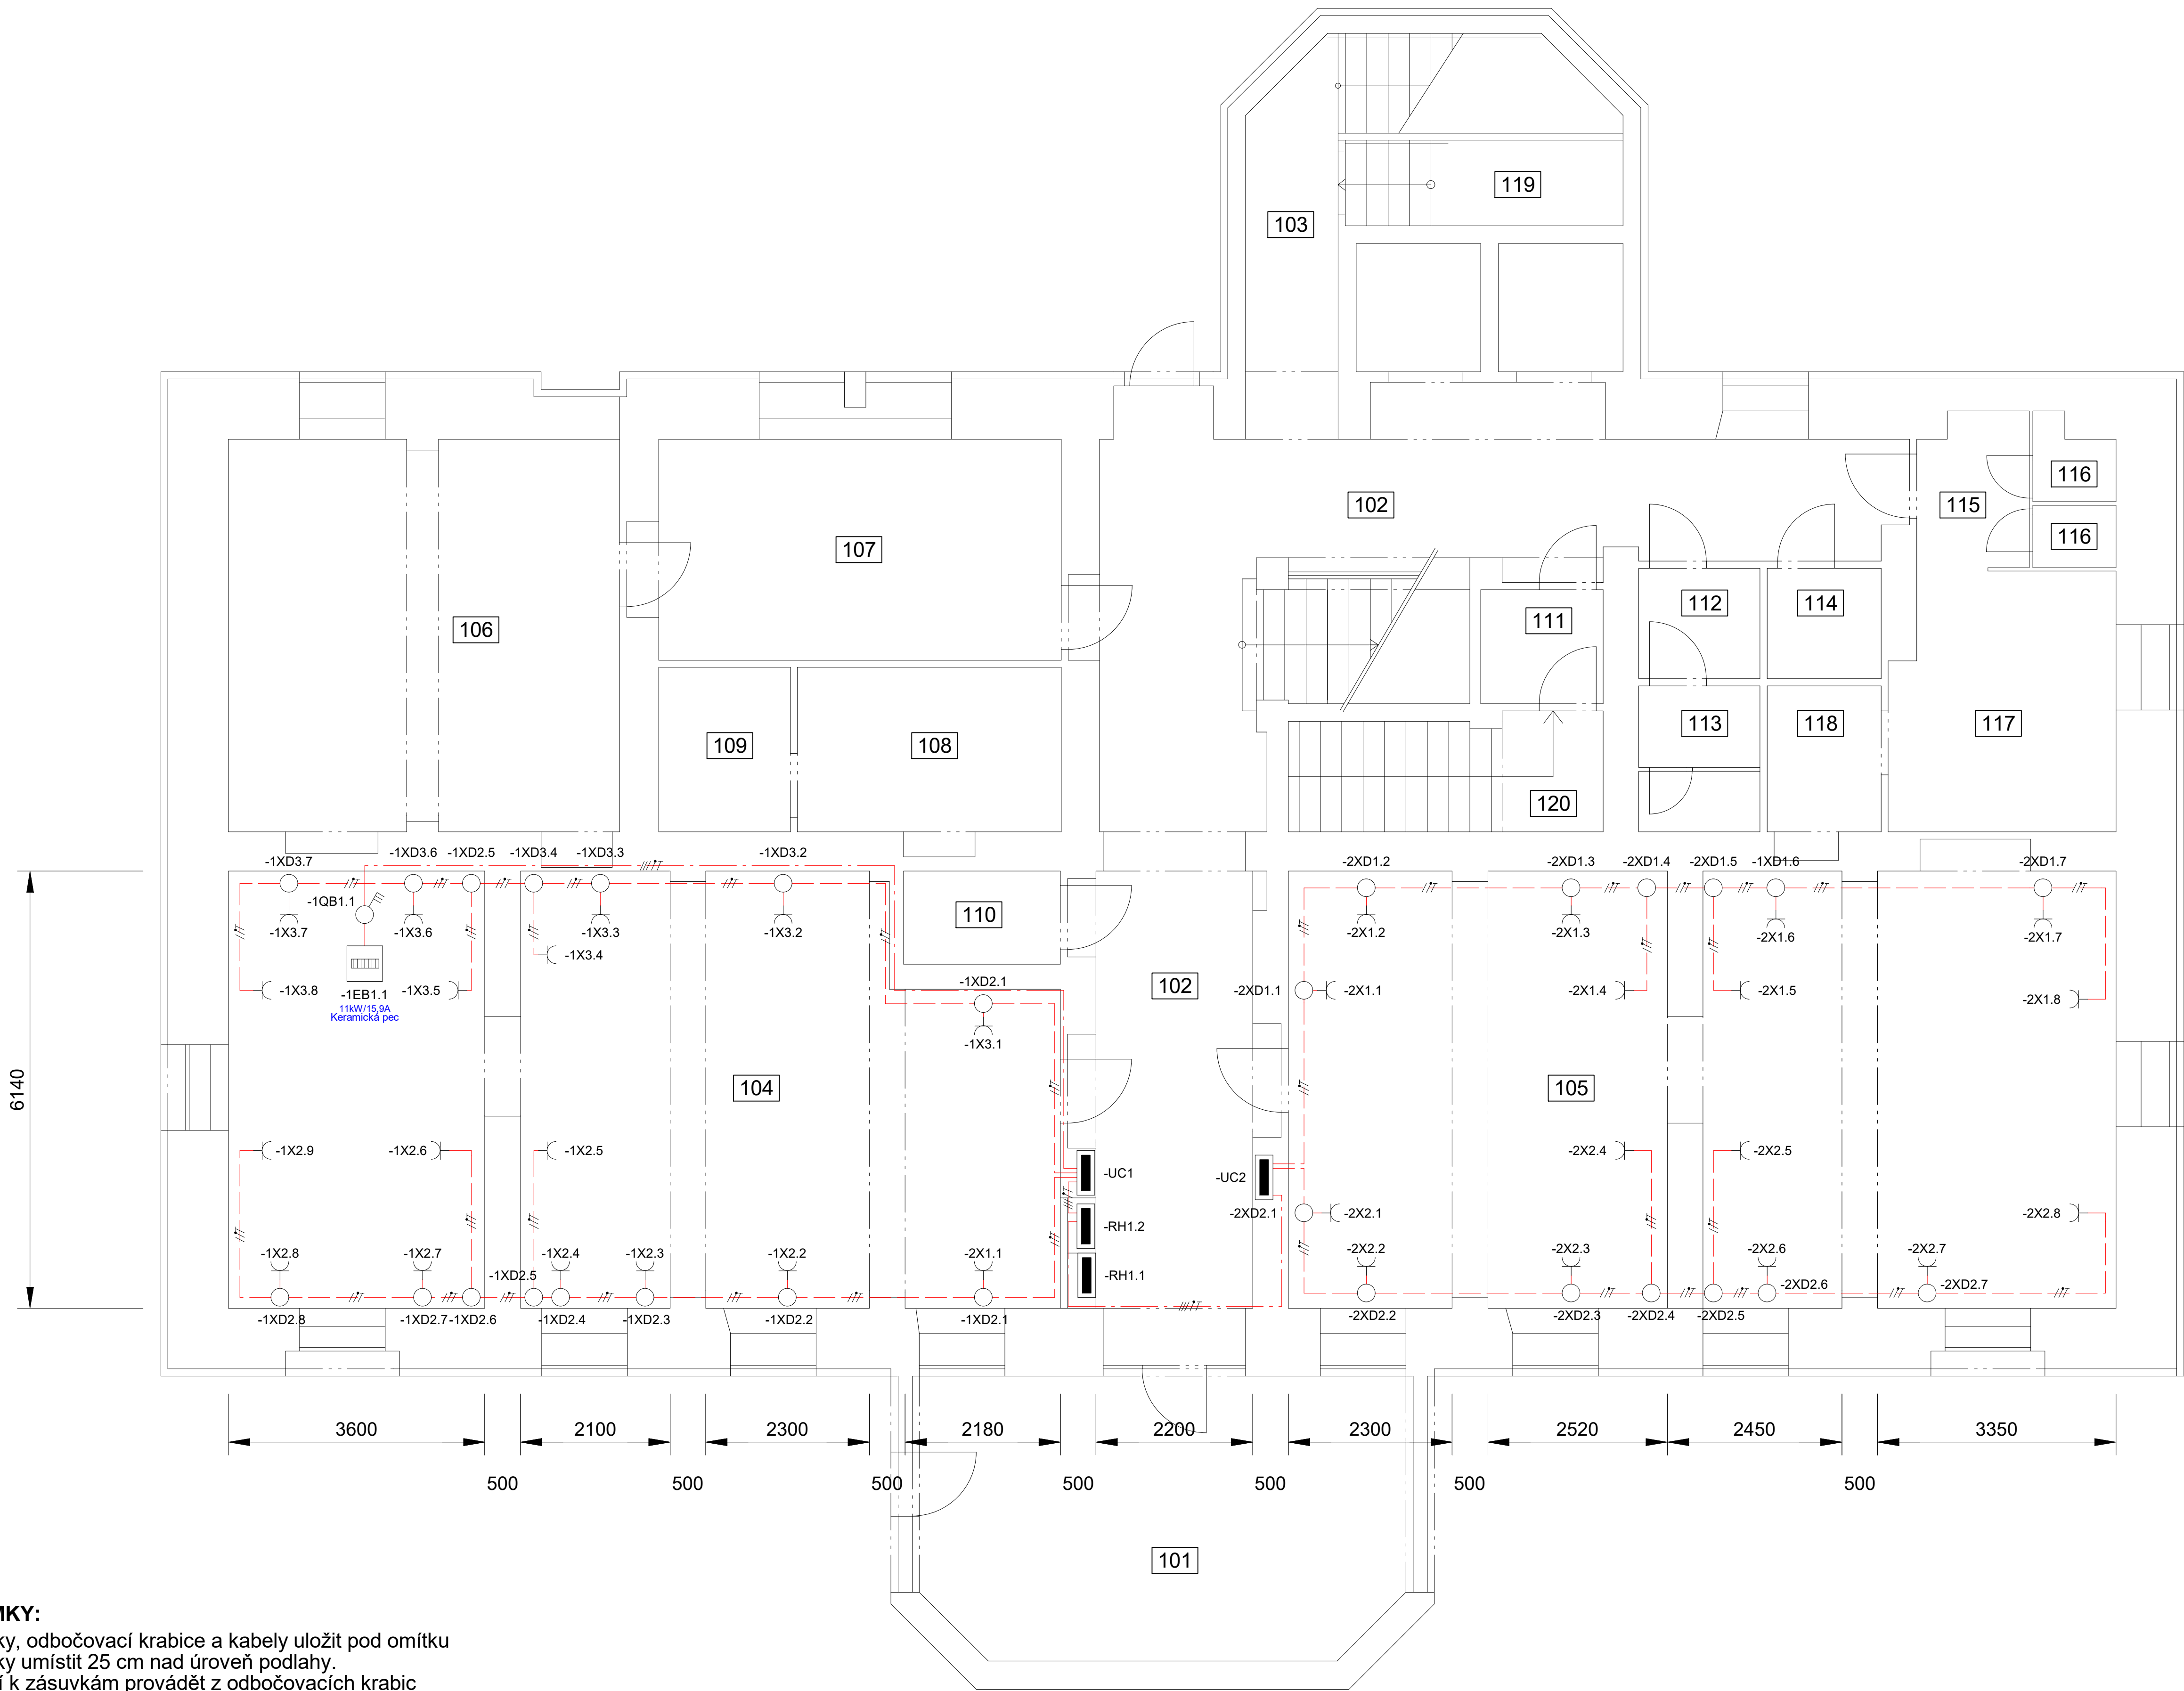 119
103
116
102
115
107
116
112
114
111
106
113
118
117
109
108
120
-1XD3.7
-1XD3.6
-1XD2.5
-1XD3.4
-1XD3.3
-1XD3.2
-2XD1.2
-2XD1.3
-2XD1.4
-2XD1.5
-1XD1.6
-2XD1.7
-1QB1.1
110
-1X3.7
-1X3.6
-1X3.3
-1X3.2
-2X1.2
-2X1.3
-2X1.6
-2X1.7
-1X3.4
-1XD2.1
102
-1X3.8
-1EB1.1
-1X3.5
-2XD1.1
-2X1.1
-2X1.4
-2X1.5
-2X1.8
11kW/15,9A
Keramická pec
-1X3.1
6140
104
105
-1X2.9
-1X2.6
-1X2.5
-2X2.4
-2X2.5
-UC1
-UC2
-2XD2.1
-2X2.1
-2X2.8
-RH1.2
-1X2.8
-1X2.7
-1X2.4
-1X2.3
-1X2.2
-2X1.1
-2X2.2
-2X2.3
-2X2.6
-2X2.7
-1XD2.5
-RH1.1
-2XD2.6
-2XD2.7
-1XD2.8
-1XD2.7
-1XD2.6
-1XD2.4
-1XD2.3
-1XD2.2
-1XD2.1
-2XD2.2
-2XD2.3
-2XD2.4
-2XD2.5
3600
2100
2300
2180
2200
2300
2520
2450
3350
500
500
500
500
500
500
500
101
MKY:
ky, odbočovací krabice a kabely uložit pod omítku
ky umístit 25 cm nad úroveň podlahy.
í k zásuvkám provádět z odbočovacích krabic